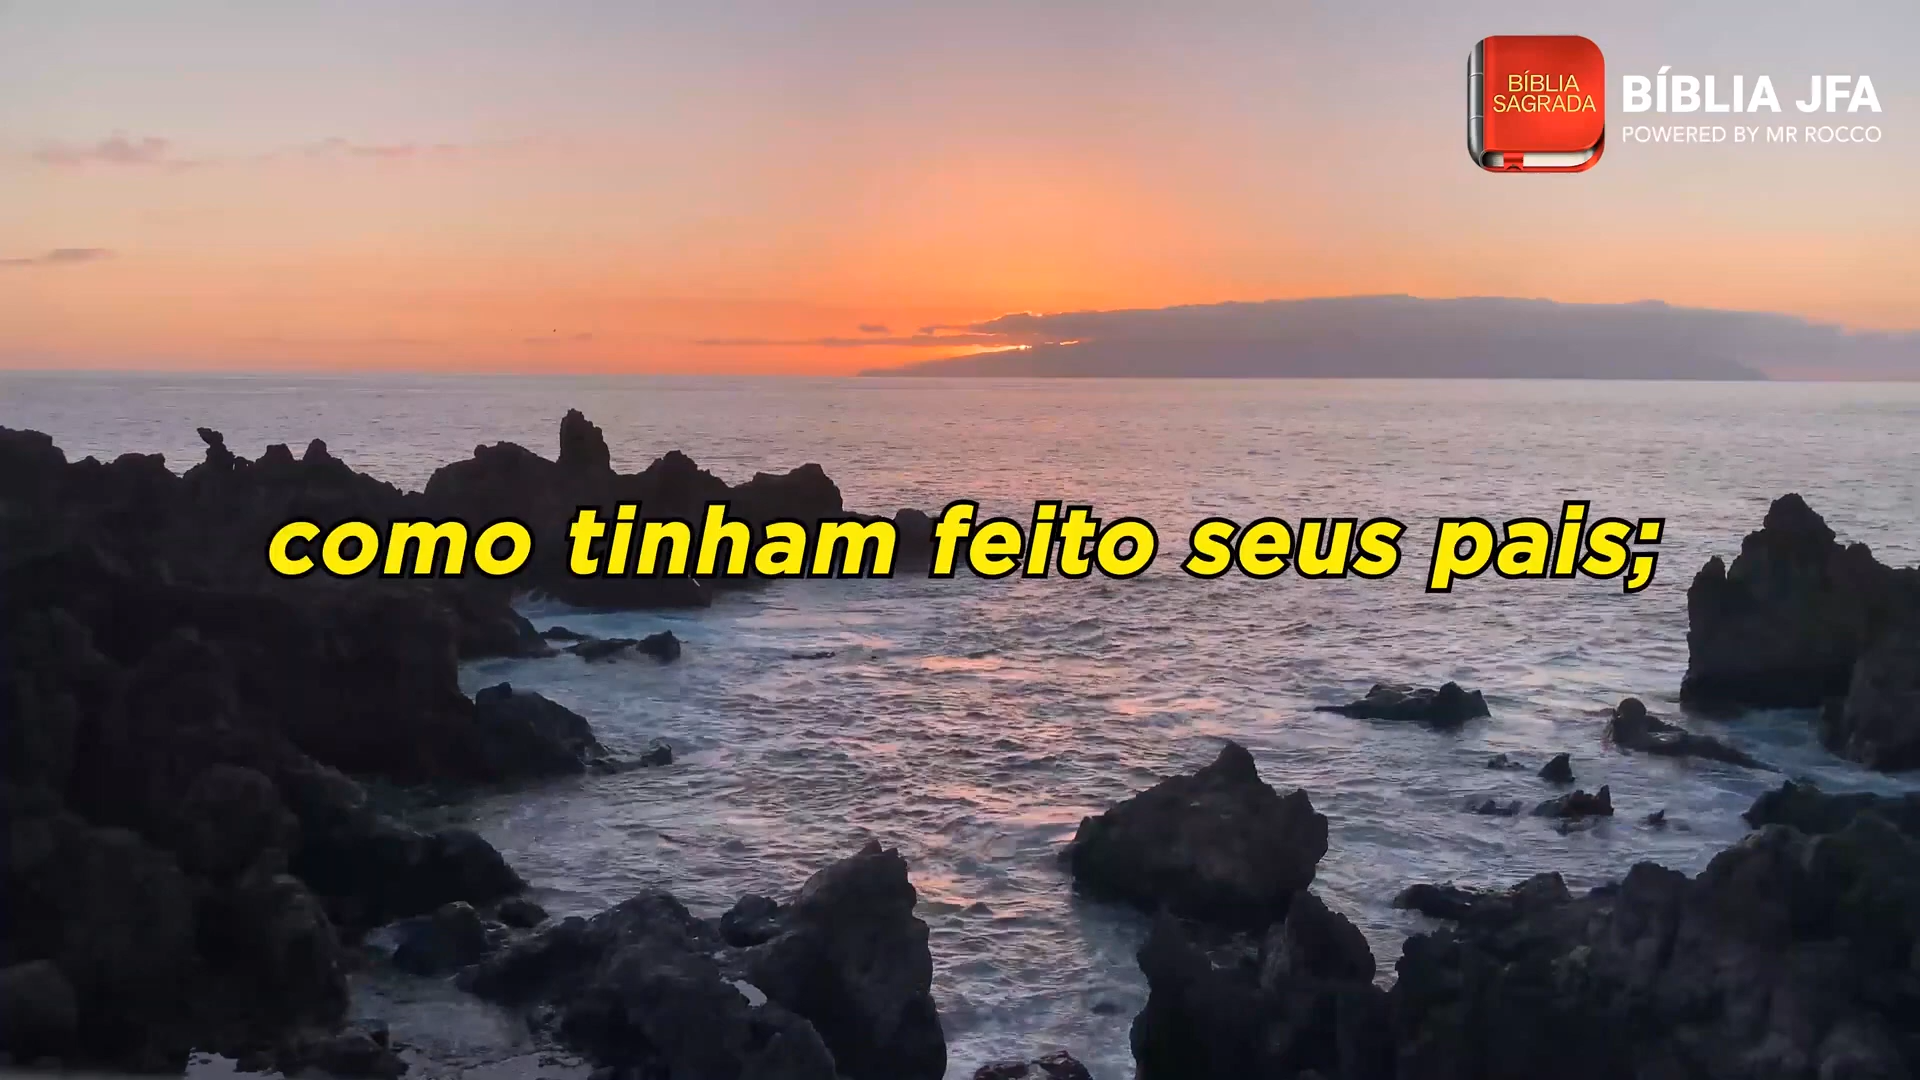 BÍBLIA
SAGRADA
BÍBLIA JFA
POWERED BY MR ROCCO
como tinham feito seus pais;